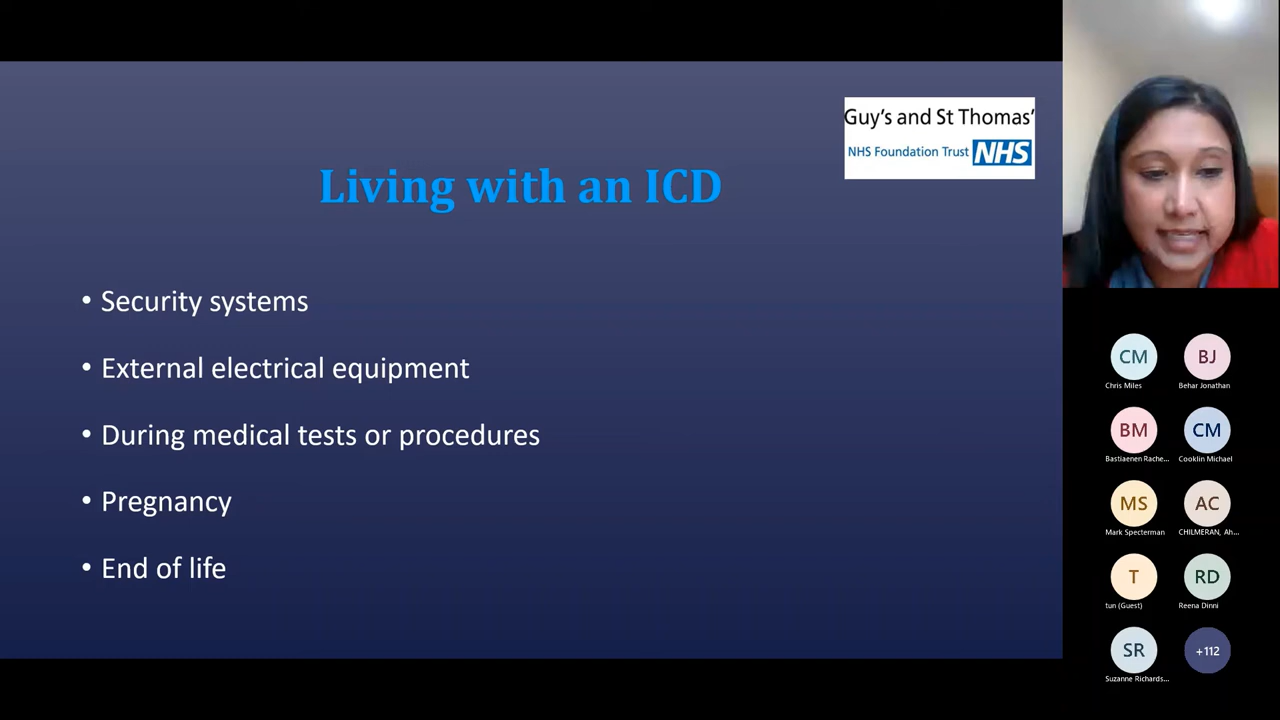 Guy's and St Thomas'
NHS Foundation Trust NHS
Living with an ICD
• Security systems
• External electrical equipment
• During medical tests or procedures
• Pregnancy
• End of life
CM BJ
Chris Miles Behar Jonathan
BM CM
Bastiaenen Rache... Cooklin Michael
MS AC
Mark Specterman CHILMERAN, Ah...
T RD
tun (Guest) Reena Dinni
SR +112
Suzanne Richards...